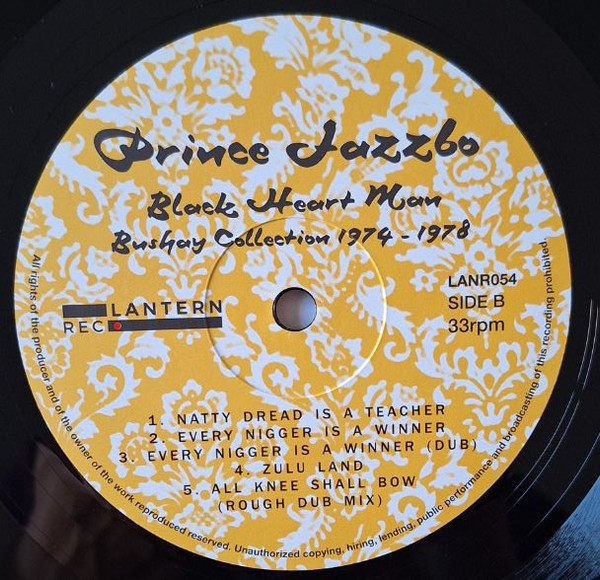 Prince Jazzbo
Black Heart Man
Bushay Collection 1974 - 1978
LANTERN
REC
LANR054
SIDE B
33rpm
1. NATTY DREAD IS A TEACHER
2. EVERY NIGGER IS A WINNER
3. EVERY NIGGER IS A WINNER (DUB)
4. ZULU LAND
5. ALL KNEE SHALL BOW
(ROUGH DUB MIX)
All rights of the producer and of the owner of the work reproduced reserved. Unauthorized copying, hiring, lending, public performance and broadcasting of this recording prohibited.